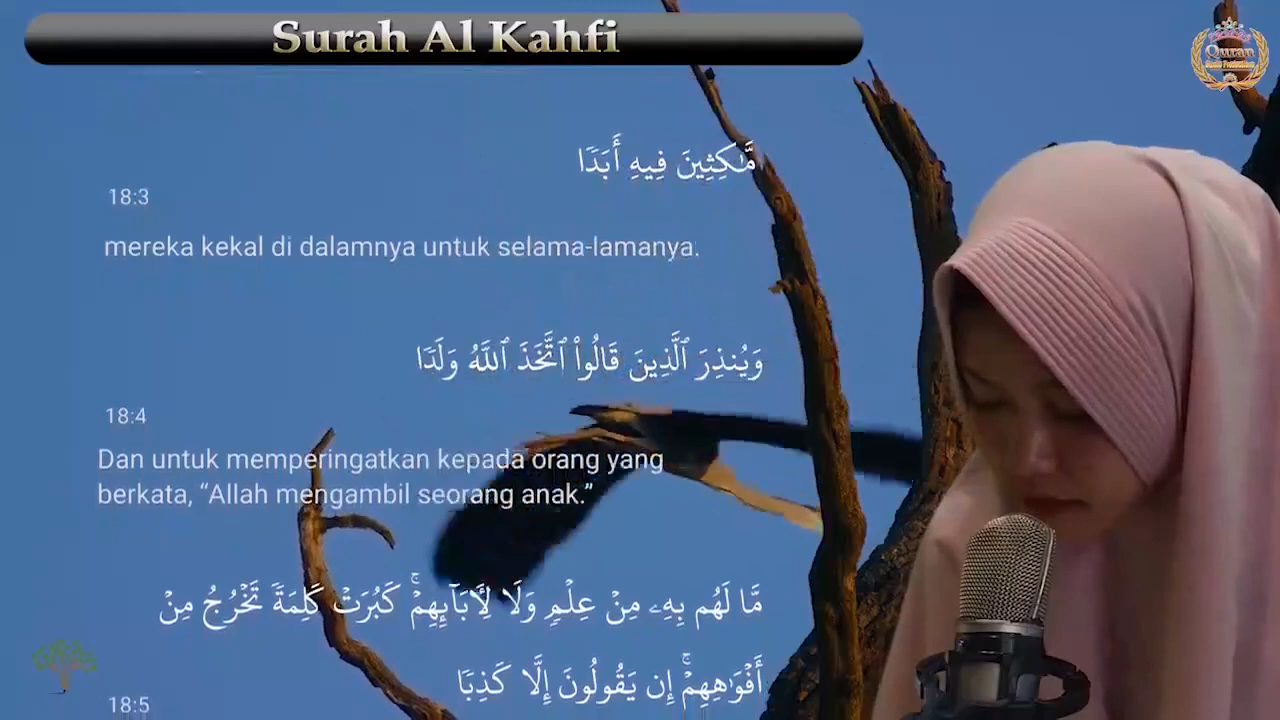 Surah Al Kahfi
Quran
مَّٰكِثِينَ فِيهِ أَبَدًا
18:3
mereka kekal di dalamnya untuk selama-lamanya.
وَيُنذِرَ ٱلَّذِينَ قَالُوا۟ ٱتَّخَذَ ٱللَّهُ وَلَدًا
18:4
Dan untuk memperingatkan kepada orang yang
berkata, “Allah mengambil seorang anak.”
مَّا لَهُم بِهِۦ مِنْ عِلْمٍ وَلَا لِءَابَآئِهِمْ ۚ كَبُرَتْ كَلِمَةً تَخْرُجُ مِنْ
أَفْوَٰهِهِمْ ۚ إِن يَقُولُونَ إِلَّا كَذِبًا
18:5